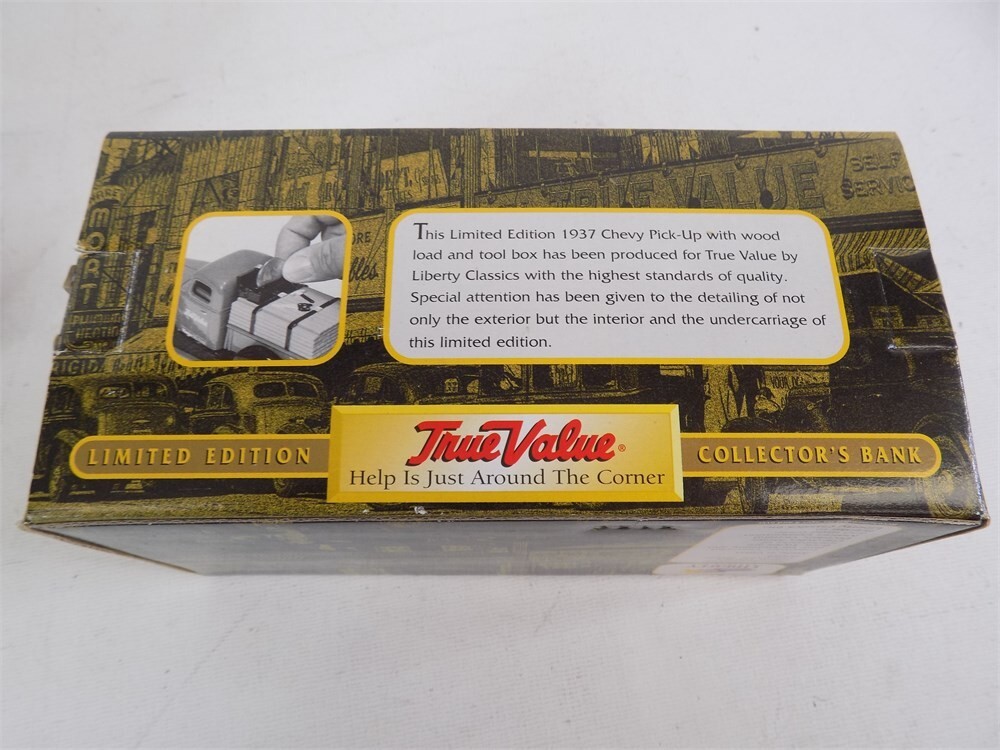 TRUE VALUE
SELF
SERVIC
This Limited Edition 1937 Chevy Pick-Up with wood
load and tool box has been produced for True Value by
Liberty Classics with the highest standards of quality.
Special attention has been given to the detailing of not
only the exterior but the interior and the undercarriage of
this limited edition.
LIMITED EDITION
True Value®
Help Is Just Around The Corner
COLLECTOR'S BANK